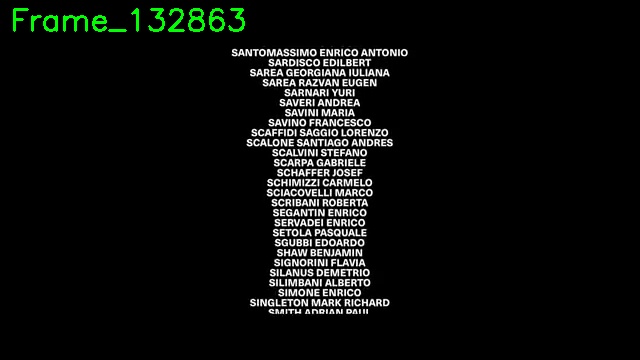 Frame_132863
SANTOMASSIMO ENRICO ANTONIO
SARDISCO EDILBERT
SAREA GEORGIANA IULIANA
SAREA RAZVAN EUGEN
SARNARI YURI
SAVERI ANDREA
SAVINI MARIA
SAVINO FRANCESCO
SCAFFIDI SAGGIO LORENZO
SCALONE SANTIAGO ANDRES
SCALVINI STEFANO
SCARPA GABRIELE
SCHAFFER JOSEF
SCHIMIZZI CARMELO
SCIACOVELLI MARCO
SCRIBANI ROBERTA
SEGANTIN ENRICO
SERVADEI ENRICO
SETOLA PASQUALE
SGUBBI EDOARDO
SHAW BENJAMIN
SIGNORINI FLAVIA
SILANUS DEMETRIO
SILIMBANI ALBERTO
SIMONE ENRICO
SINGLETON MARK RICHARD
SMITH ADRIAN PAUL